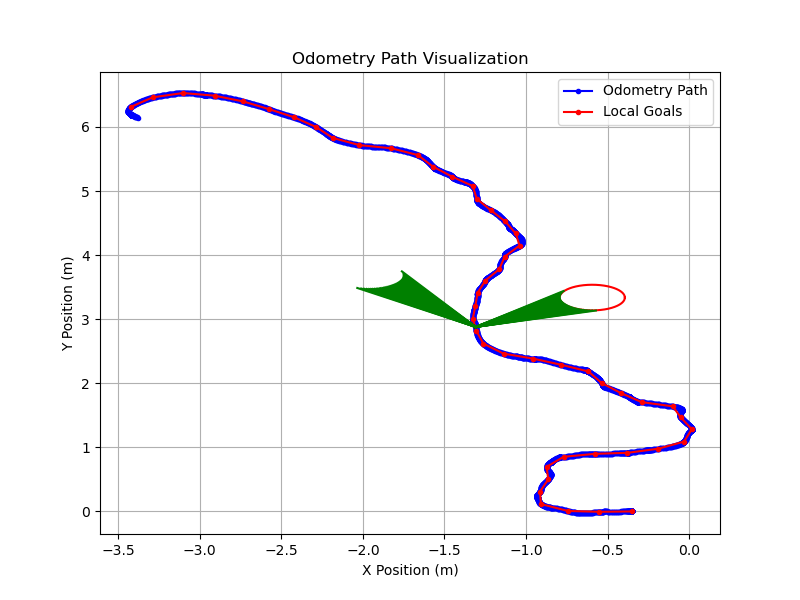 Odometry Path Visualization
Odometry Path
Local Goals
Y Position (m)
6
5
4
3
2
1
0
−3.5 −3.0 −2.5 −2.0 −1.5 −1.0 −0.5 0.0
X Position (m)